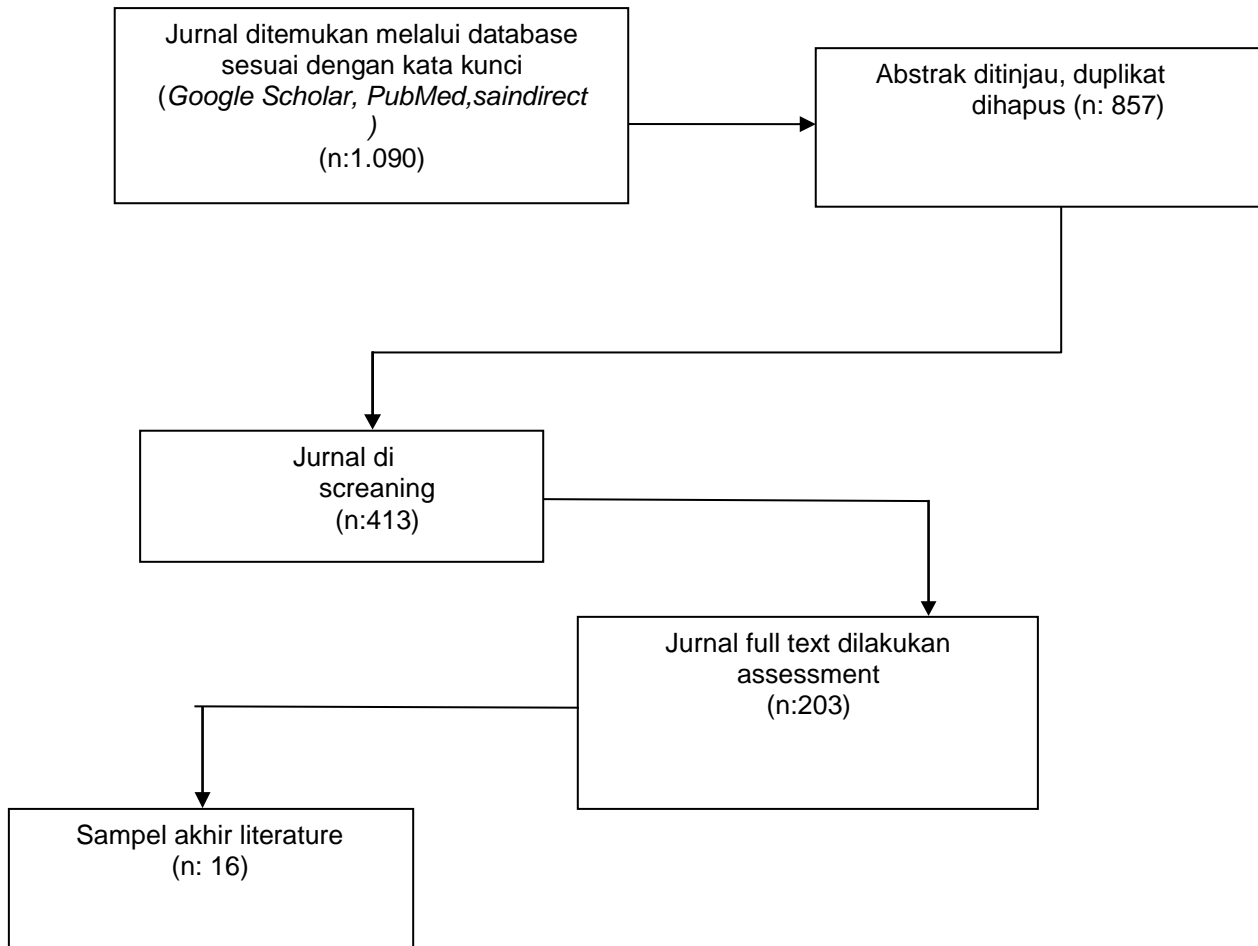 Jurnal ditemukan melalui database
sesuai dengan kata kunci
(Google Scholar, PubMed,saindirect
)
(n:1.090)
Abstrak ditinjau, duplikat
dihapus (n: 857)
Jurnal di
screaning
(n:413)
Jurnal full text dilakukan
assessment
(n:203)
Sampel akhir literature
(n: 16)